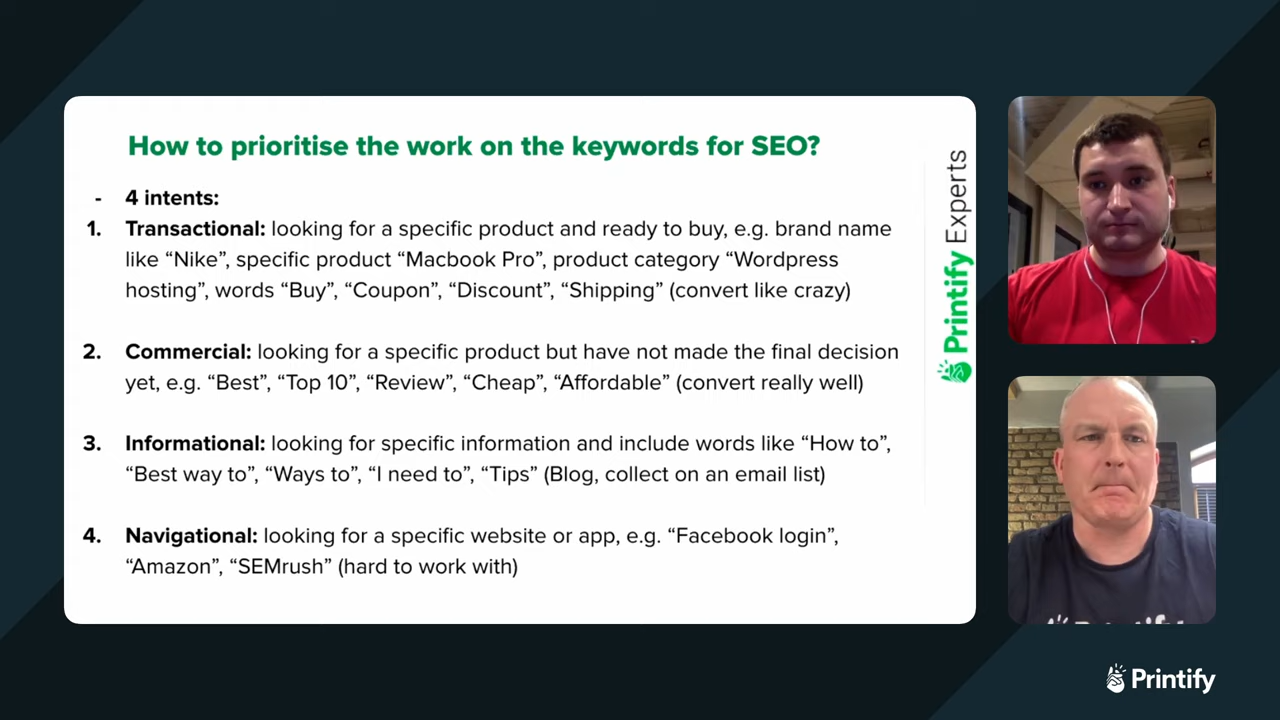 How to prioritise the work on the keywords for SEO?
- 4 intents:
1. Transactional: looking for a specific product and ready to buy, e.g. brand name
like “Nike”, specific product “Macbook Pro”, product category “Wordpress
hosting”, words “Buy”, “Coupon”, “Discount”, “Shipping” (convert like crazy)
2. Commercial: looking for a specific product but have not made the final decision
yet, e.g. “Best”, “Top 10”, “Review”, “Cheap”, “Affordable” (convert really well)
3. Informational: looking for specific information and include words like “How to”,
“Best way to”, “Ways to”, “I need to”, “Tips” (Blog, collect on an email list)
4. Navigational: looking for a specific website or app, e.g. “Facebook login”,
“Amazon”, “SEMrush” (hard to work with)
Printify Experts
Printify